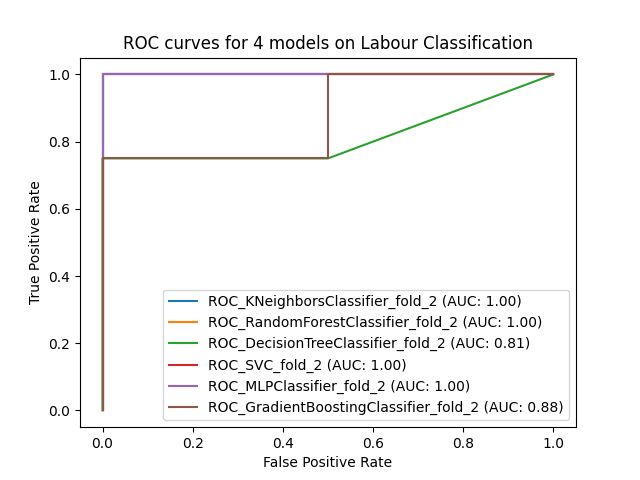 ROC curves for 4 models on Labour Classification
True Positive Rate
1.0
0.8
0.6
0.4
0.2
0.0
ROC_KNeighborsClassifier_fold_2 (AUC: 1.00)
ROC_RandomForestClassifier_fold_2 (AUC: 1.00)
ROC_DecisionTreeClassifier_fold_2 (AUC: 0.81)
ROC_SVC_fold_2 (AUC: 1.00)
ROC_MLPClassifier_fold_2 (AUC: 1.00)
ROC_GradientBoostingClassifier_fold_2 (AUC: 0.88)
0.0 0.2 0.4 0.6 0.8 1.0
False Positive Rate